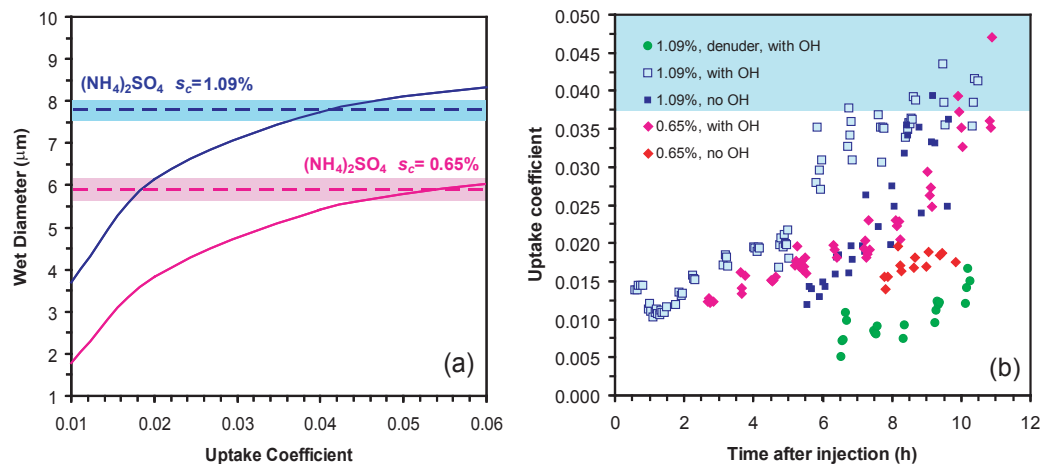 10
9
8
7
6
5
4
3
2
1
Wet Diameter (μm)
(NH4)2SO4 sc=1.09%
(NH4)2SO4 sc= 0.65%
(a)
0.01 0.02 0.03 0.04 0.05 0.06
Uptake Coefficient
0.050
0.045
0.040
0.035
0.030
0.025
0.020
0.015
0.010
0.005
0.000
Uptake coefficient
1.09%, denuder, with OH
1.09%, with OH
1.09%, no OH
0.65%, with OH
0.65%, no OH
(b)
0 2 4 6 8 10 12
Time after injection (h)